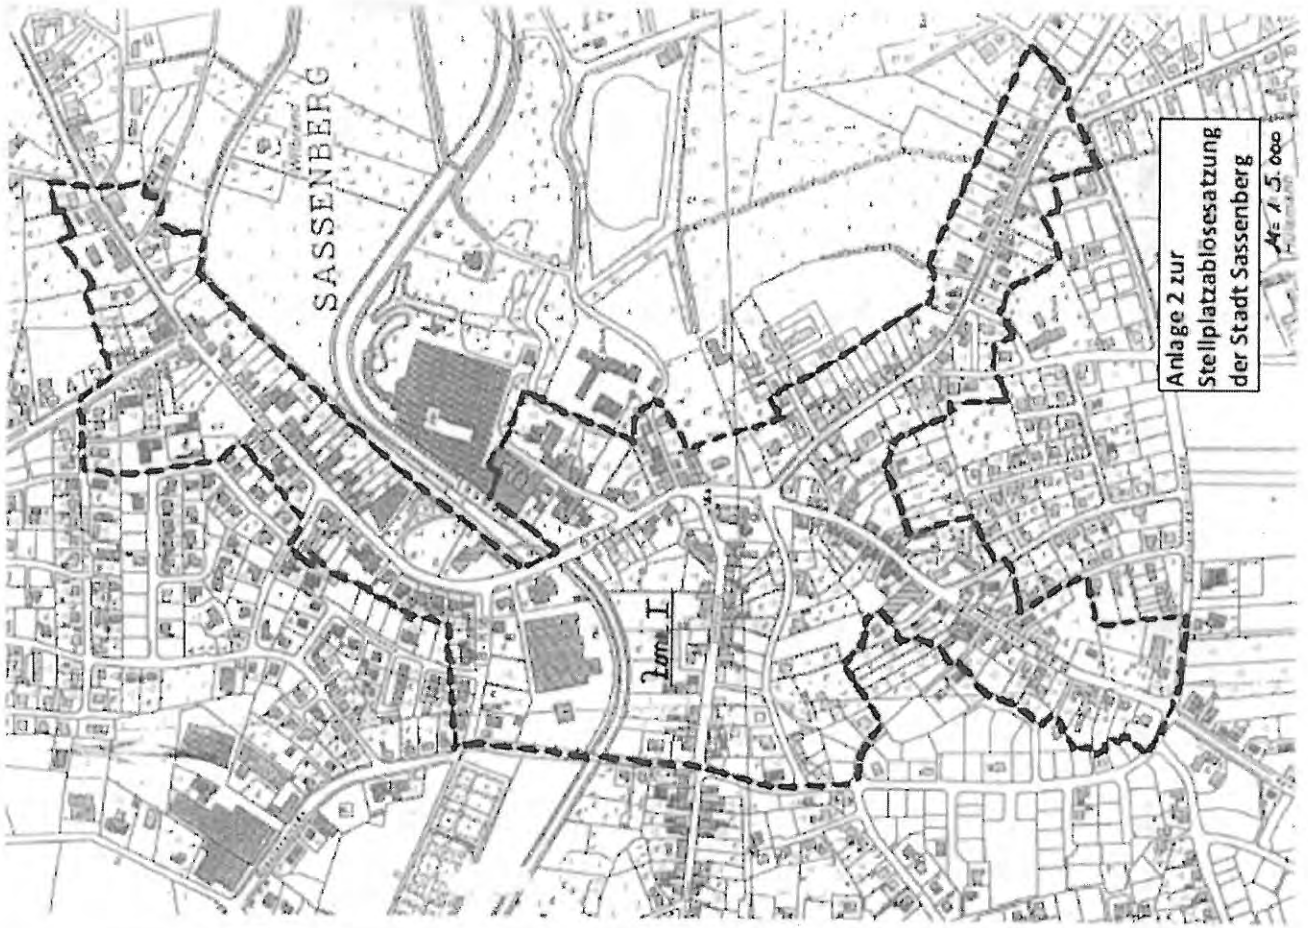 SASSENBERG
Zone I
Anlage 2 zur
Stellplatzablösesatzung
der Stadt Sassenberg
M= 1:5.000